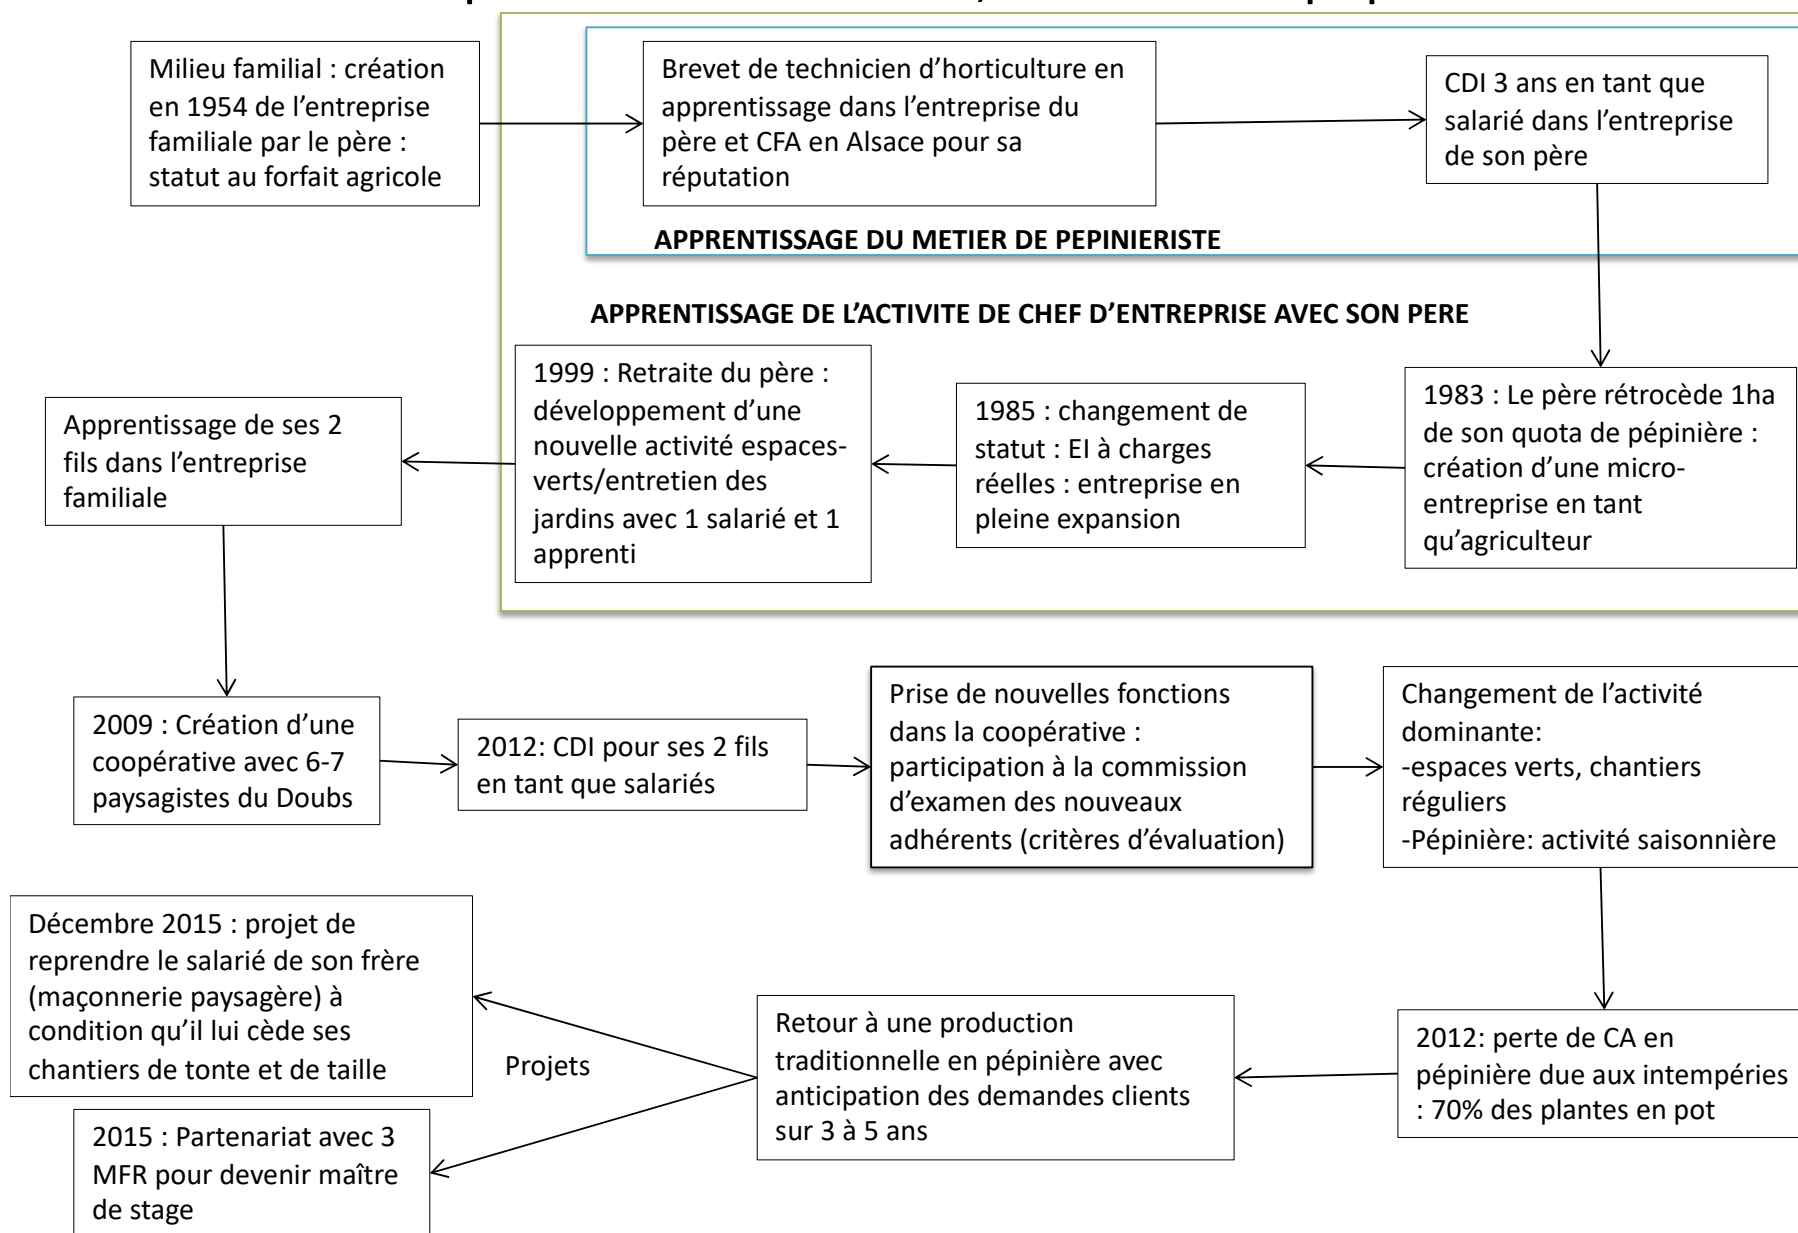 Milieu familial : création
en 1954 de l’entreprise
familiale par le père :
statut au forfait agricole
Brevet de technicien d’horticulture en
apprentissage dans l’entreprise du
père et CFA en Alsace pour sa
réputation
CDI 3 ans en tant que
salarié dans l’entreprise
de son père
APPRENTISSAGE DU METIER DE PEPINIERISTE
APPRENTISSAGE DE L’ACTIVITE DE CHEF D’ENTREPRISE AVEC SON PERE
1983 : Le père rétrocède 1ha
de son quota de pépinière :
création d’une micro-
entreprise en tant
qu’agriculteur
1985 : changement de
statut : EI à charges
réelles : entreprise en
pleine expansion
1999 : Retraite du père :
développement d’une
nouvelle activité espaces-
verts/entretien des
jardins avec 1 salarié et 1
apprenti
Apprentissage de ses 2
fils dans l’entreprise
familiale
2009 : Création d’une
coopérative avec 6-7
paysagistes du Doubs
2012: CDI pour ses 2 fils
en tant que salariés
Prise de nouvelles fonctions
dans la coopérative :
participation à la commission
d’examen des nouveaux
adhérents (critères d’évaluation)
Changement de l’activité
dominante:
-espaces verts, chantiers
réguliers
-Pépinière: activité saisonnière
2012: perte de CA en
pépinière due aux intempéries
: 70% des plantes en pot
Retour à une production
traditionnelle en pépinière avec
anticipation des demandes clients
sur 3 à 5 ans
Projets
Décembre 2015 : projet de
reprendre le salarié de son frère
(maçonnerie paysagère) à
condition qu’il lui cède ses
chantiers de tonte et de taille
2015 : Partenariat avec 3
MFR pour devenir maître
de stage